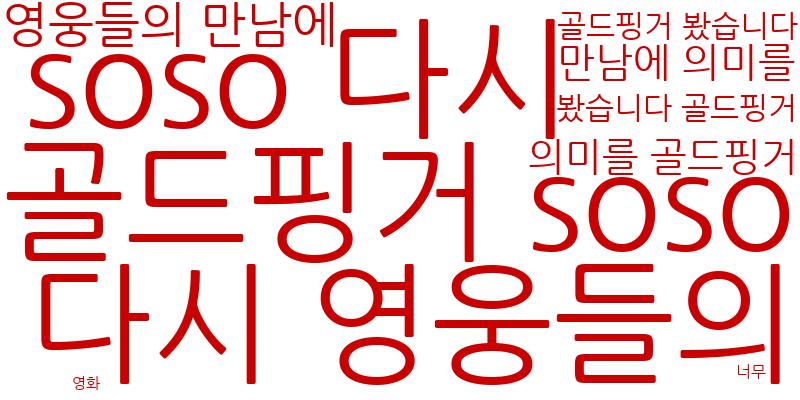 영웅들의 만남에
soso 다시
골드핑거 봤습니다
만남에 의미를
봤습니다 골드핑거
의미를 골드핑거
골드핑거 soso
다시 영웅들의
영화
너무